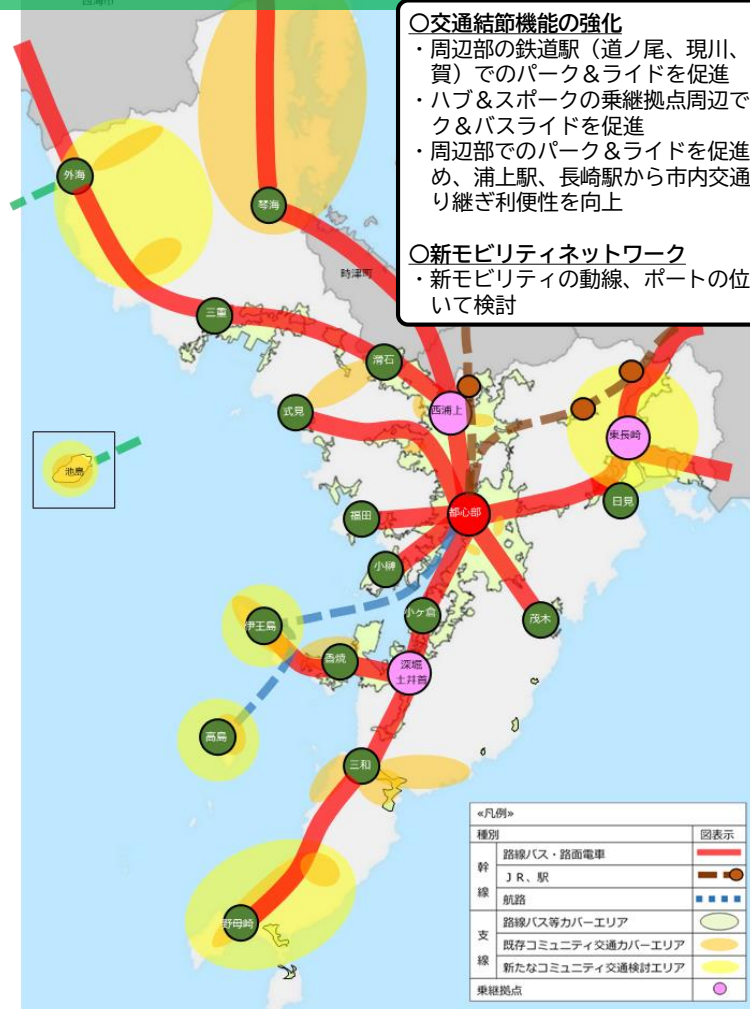 西海市
〇交通結節機能の強化
・周辺部の鉄道駅（道ノ尾、現川、
賀）でのパーク＆ライドを促進
・ハブ＆スポークの乗継拠点周辺で
ク＆バスライドを促進
・周辺部でのパーク＆ライドを促進
め、浦上駅、長崎駅から市内交通
り継ぎ利便性を向上
〇新モビリティネットワーク
・新モビリティの動線、ポートの位
いて検討
外海
琴海
時津町
三重
滑石
式見
西浦上
東長崎
池島
福田
都心部
日見
小榊
伊王島
小ヶ倉
茂木
香焼
深堀
土井首
高島
三和
野母崎
«凡例»
種別
図表示
幹
線
路線バス・路面電車
ＪＲ、駅
航路
支
線
路線バス等カバーエリア
既存コミュニティ交通カバーエリア
新たなコミュニティ交通検討エリア
乗継拠点